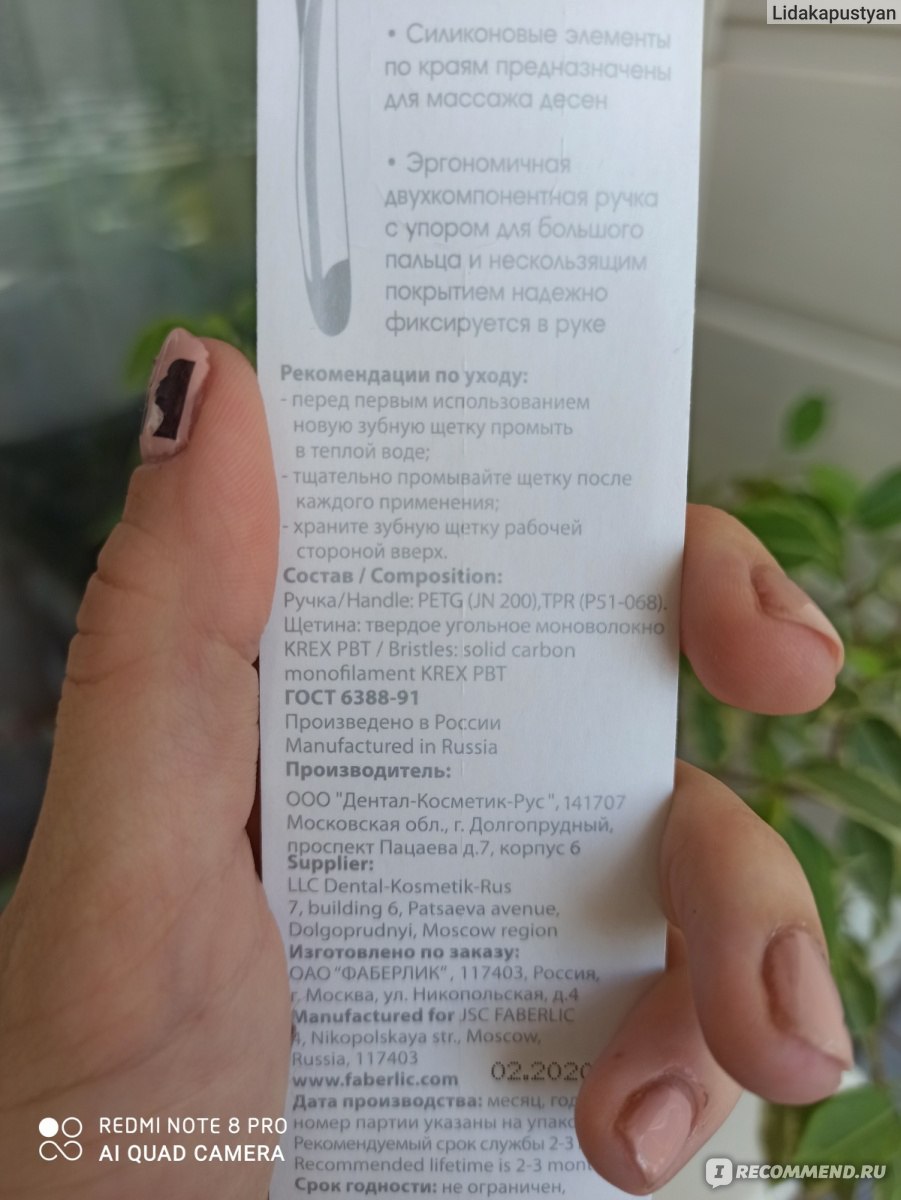 Lidakapustyan
• Силиконовые элементы
по краям предназначены
для массажа десен
• Эргономичная
двухкомпонентная ручка
с упором для большого
пальца и нескользящим
покрытием надежно
фиксируется в руке
Рекомендации по уходу:
- перед первым использованием
новую зубную щетку промыть
в теплой воде;
- тщательно промывайте щетку после
каждого применения;
- храните зубную щетку рабочей
стороной вверх.
Состав / Composition:
Ручка/Handle: PETG (JN 200),TPR (P51-068).
Щетина: твердое угольное моноволокно
KREX PBT / Bristles: solid carbon
monofilament KREX PBT
ГОСТ 6388-91
Произведено в России
Manufactured in Russia
Производитель:
ООО "Дентал-Косметик-Рус", 141707
Московская обл., г. Долгопрудный,
проспект Пацаева д.7, корпус 6
Supplier:
LLC Dental-Kosmetik-Rus
7, building 6, Patsaeva avenue,
Dolgoprudnyi, Moscow region
Изготовлено по заказу:
ОАО "ФАБЕРЛИК", 117403, Россия,
г. Москва, ул. Никопольская, д.4
Manufactured for JSC FABERLIC
4, Nikopolskaya str., Moscow,
Russia, 117403
www.faberlic.com 02.2020
Дата производства: месяц, год
номер партии указаны на упако
Рекомендуемый срок службы 2-3
Recommended lifetime is 2-3 mon
Срок годности: не ограничен,
REDMI NOTE 8 PRO
AI QUAD CAMERA
IRECOMMEND.RU